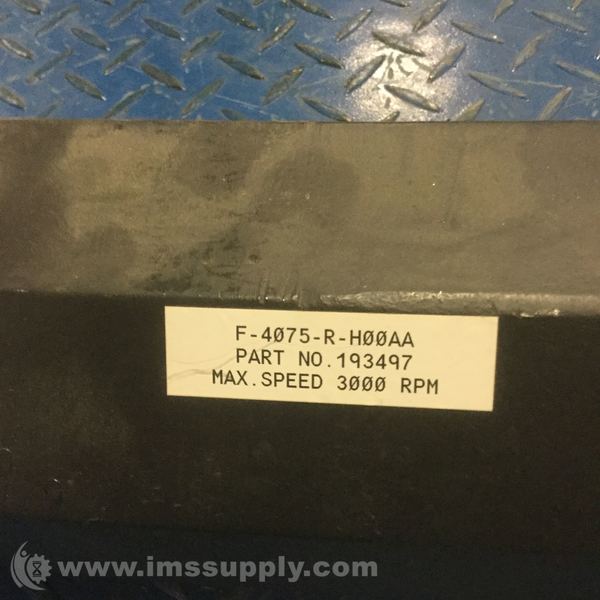 F-4075-R-H00AA
PART NO.193497
MAX.SPEED 3000 RPM
www.imssupply.com